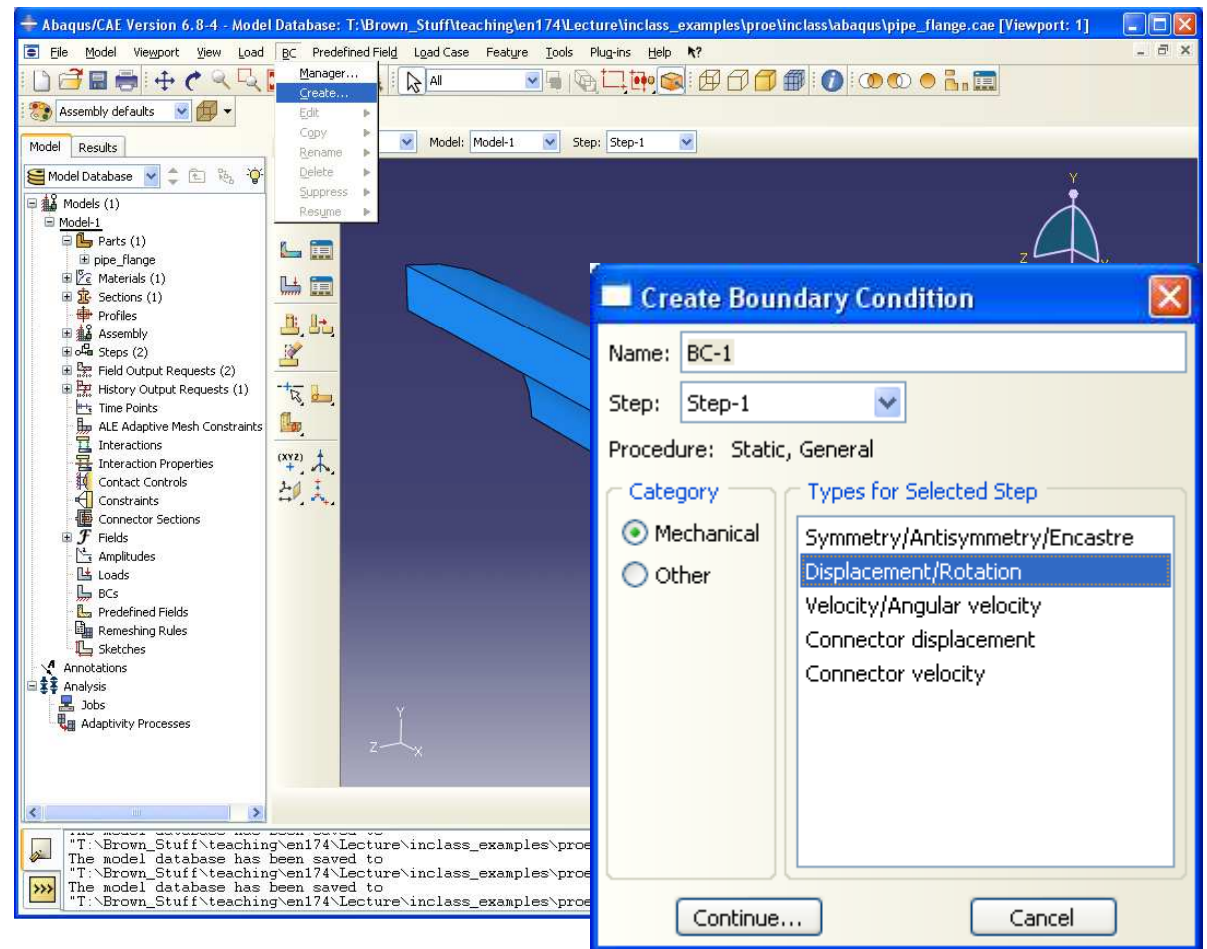 Abaqus/CAE Version 6.8-4 - Model Database: T:\Brown_Stuff\teaching\en174\Lecture\inclass_examples\proe\inclass\abaqus\pipe_flange.cae [Viewport: 1]
File Model Viewport View Load BC Predefined Field Load Case Feature Tools Plug-ins Help
Manager...
Create...
Edit
Copy
Rename
Delete
Suppress
Resume
All
Assembly defaults
Model: Model-1 Step: Step-1
Model Results
Model Database
Models (1)
Model-1
Parts (1)
pipe_flange
Materials (1)
Sections (1)
Profiles
Assembly
Steps (2)
Field Output Requests (2)
History Output Requests (1)
Time Points
ALE Adaptive Mesh Constraints
Interactions
Interaction Properties
Contact Controls
Constraints
Connector Sections
Fields
Amplitudes
Loads
BCs
Predefined Fields
Remeshing Rules
Sketches
Annotations
Analysis
Jobs
Adaptivity Processes
(XYZ)
Y
Z
Y
Z X
Create Boundary Condition
Name: BC-1
Step: Step-1
Procedure: Static, General
Category
Mechanical
Other
Types for Selected Step
Symmetry/Antisymmetry/Encastre
Displacement/Rotation
Velocity/Angular velocity
Connector displacement
Connector velocity
Continue...
Cancel
The model database has been saved to
"T:\Brown_Stuff\teaching\en174\Lecture\inclass_examples\proe
The model database has been saved to
"T:\Brown_Stuff\teaching\en174\Lecture\inclass_examples\proe
The model database has been saved to
"T:\Brown_Stuff\teaching\en174\Lecture\inclass_examples\proe